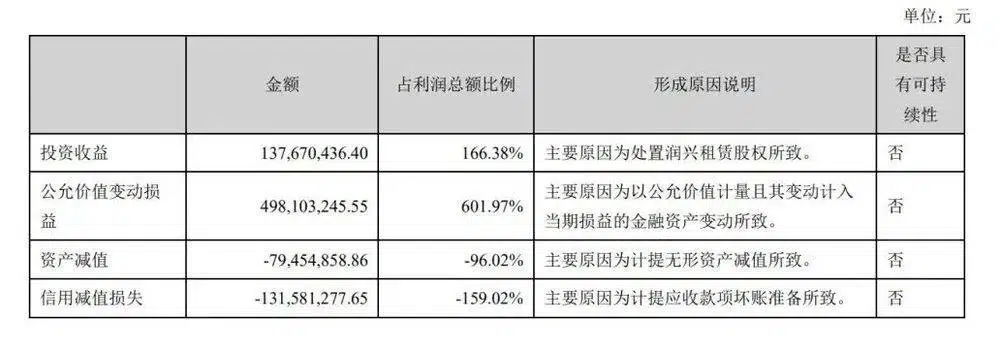 单位：元
金额 占利润总额比例 形成原因说明 是否具
有可持
续性
投资收益 137,670,436.40 166.38% 主要原因为处置润兴租赁股权所致。 否
公允价值变动损
益 498,103,245.55 601.97% 主要原因为以公允价值计量且其变动计入
当期损益的金融资产变动所致。 否
资产减值 -79,454,858.86 -96.02% 主要原因为计提无形资产减值所致。 否
信用减值损失 -131,581,277.65 -159.02% 主要原因为计提应收款项坏账准备所致。 否